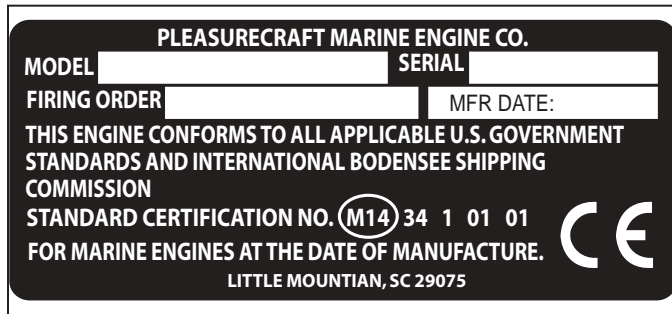 PLEASURECRAFT MARINE ENGINE CO.
MODEL SERIAL
FIRING ORDER MFR DATE:
THIS ENGINE CONFORMS TO ALL APPLICABLE U.S. GOVERNMENT
STANDARDS AND INTERNATIONAL BODENSEE SHIPPING
COMMISSION
STANDARD CERTIFICATION NO. M14 34 1 01 01
FOR MARINE ENGINES AT THE DATE OF MANUFACTURE.
LITTLE MOUNTIAN, SC 29075
CE